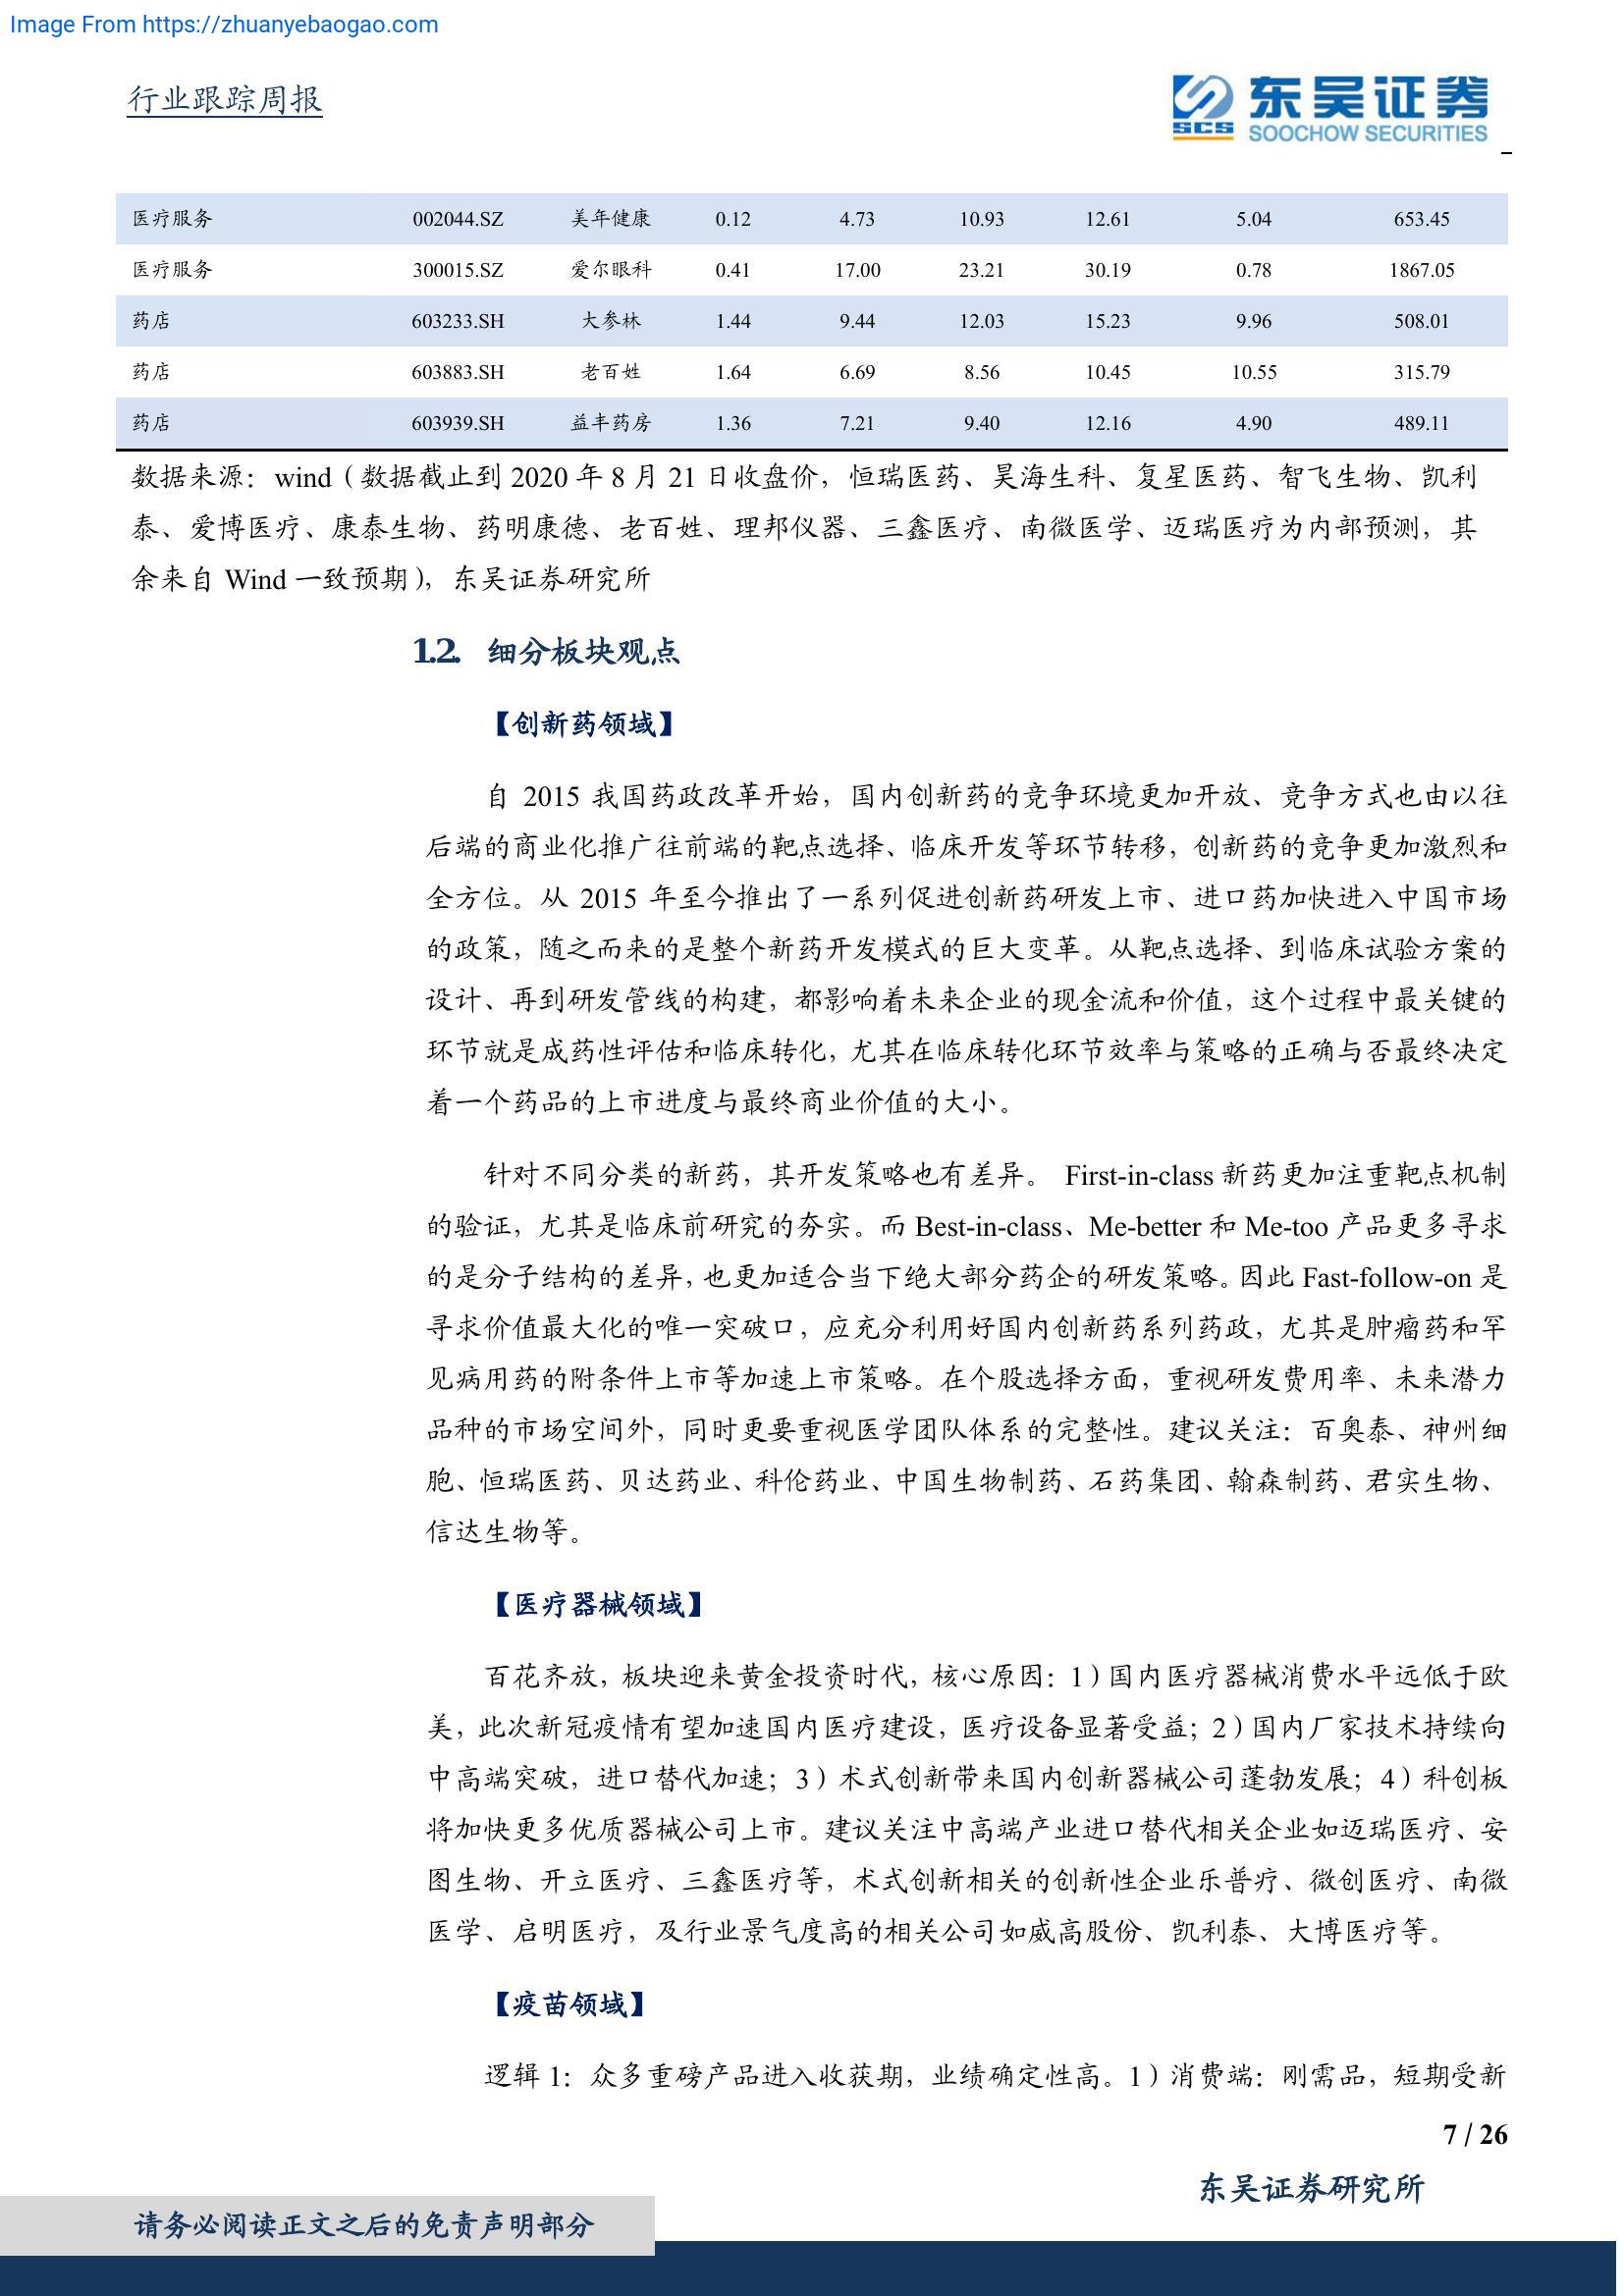 Image From https://zhuanyebaogao.com
行业跟踪周报
东吴证券
SCS
SOOCHOW SECURITIES
医疗服务 002044.SZ 美年健康 0.12 4.73 10.93 12.61 5.04 653.45
医疗服务 300015.SZ 爱尔眼科 0.41 17.00 23.21 30.19 0.78 1867.05
药店 603233.SH 大参林 1.44 9.44 12.03 15.23 9.96 508.01
药店 603883.SH 老百姓 1.64 6.69 8.56 10.45 10.55 315.79
药店 603939.SH 益丰药房 1.36 7.21 9.40 12.16 4.90 489.11
数据来源：wind（数据截止到 2020 年 8 月 21 日收盘价，恒瑞医药、昊海生科、复星医药、智飞生物、凯利
泰、爱博医疗、康泰生物、药明康德、老百姓、理邦仪器、三鑫医疗、南微医学、迈瑞医疗为内部预测，其
余来自 Wind 一致预期），东吴证券研究所
1.2. 细分板块观点
【创新药领域】
自 2015 我国药政改革开始，国内创新药的竞争环境更加开放、竞争方式也由以往
后端的商业化推广往前端的靶点选择、临床开发等环节转移，创新药的竞争更加激烈和
全方位。从 2015 年至今推出了一系列促进创新药研发上市、进口药加快进入中国市场
的政策，随之而来的是整个新药开发模式的巨大变革。从靶点选择、到临床试验方案的
设计、再到研发管线的构建，都影响着未来企业的现金流和价值，这个过程中最关键的
环节就是成药性评估和临床转化，尤其在临床转化环节效率与策略的正确与否最终决定
着一个药品的上市进度与最终商业价值的大小。
针对不同分类的新药，其开发策略也有差异。 First-in-class 新药更加注重靶点机制
的验证，尤其是临床前研究的夯实。而 Best-in-class、Me-better 和 Me-too 产品更多寻求
的是分子结构的差异，也更加适合当下绝大部分药企的研发策略。因此 Fast-follow-on 是
寻求价值最大化的唯一突破口，应充分利用好国内创新药系列药政，尤其是肿瘤药和罕
见病用药的附条件上市等加速上市策略。在个股选择方面，重视研发费用率、未来潜力
品种的市场空间外，同时更要重视医学团队体系的完整性。建议关注：百奥泰、神州细
胞、恒瑞医药、贝达药业、科伦药业、中国生物制药、石药集团、翰森制药、君实生物、
信达生物等。
【医疗器械领域】
百花齐放，板块迎来黄金投资时代，核心原因：1）国内医疗器械消费水平远低于欧
美，此次新冠疫情有望加速国内医疗建设，医疗设备显著受益；2）国内厂家技术持续向
中高端突破，进口替代加速；3）术式创新带来国内创新器械公司蓬勃发展；4）科创板
将加快更多优质器械公司上市。建议关注中高端产业进口替代相关企业如迈瑞医疗、安
图生物、开立医疗、三鑫医疗等，术式创新相关的创新性企业乐普疗、微创医疗、南微
医学、启明医疗，及行业景气度高的相关公司如威高股份、凯利泰、大博医疗等。
【疫苗领域】
逻辑 1：众多重磅产品进入收获期，业绩确定性高。1）消费端：刚需品，短期受新
7 / 26
东吴证券研究所
请务必阅读正文之后的免责声明部分